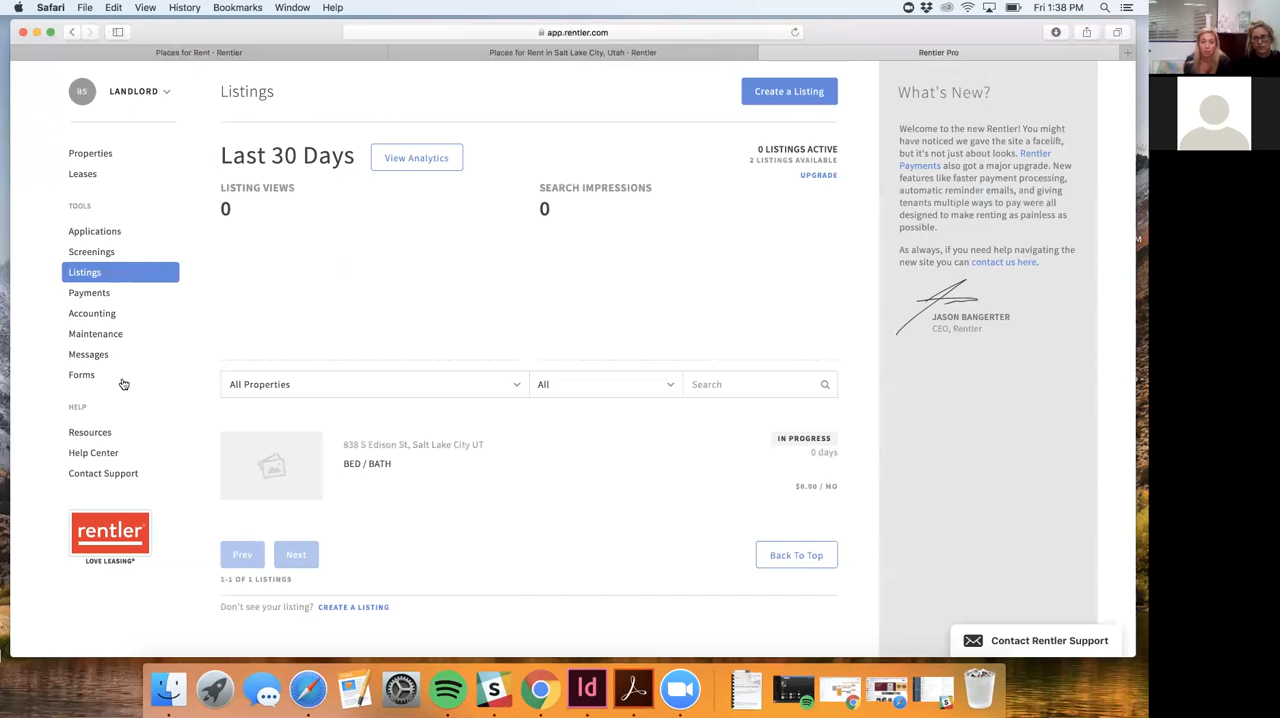 Safari File Edit View History Bookmarks Window Help
Fri 1:38 PM
app.rentler.com
Places for Rent - Rentler
Places for Rent in Salt Lake City, Utah - Rentler
Rentler Pro
BS
LANDLORD
Properties
Leases
TOOLS
Applications
Screenings
Listings
Payments
Accounting
Maintenance
Messages
Forms
HELP
Resources
Help Center
Contact Support
rentler
LOVE LEASING®
Listings
Create a Listing
Last 30 Days
View Analytics
0 LISTINGS ACTIVE
2 LISTINGS AVAILABLE
UPGRADE
LISTING VIEWS
0
SEARCH IMPRESSIONS
0
All Properties
All
Search
838 S Edison St, Salt Lake City UT
BED / BATH
IN PROGRESS
0 days
$0.00 / MO
Prev
Next
Back To Top
1-1 OF 1 LISTINGS
Don't see your listing? CREATE A LISTING
What's New?
Welcome to the new Rentler! You might
have noticed we gave the site a facelift,
but it's not just about looks. Rentler
Payments also got a major upgrade. New
features like faster payment processing,
automatic reminder emails, and giving
tenants multiple ways to pay were all
designed to make renting as painless as
possible.
As always, if you need help navigating the
new site you can contact us here.
JASON BANGERTER
CEO, Rentler
Contact Rentler Support
Id